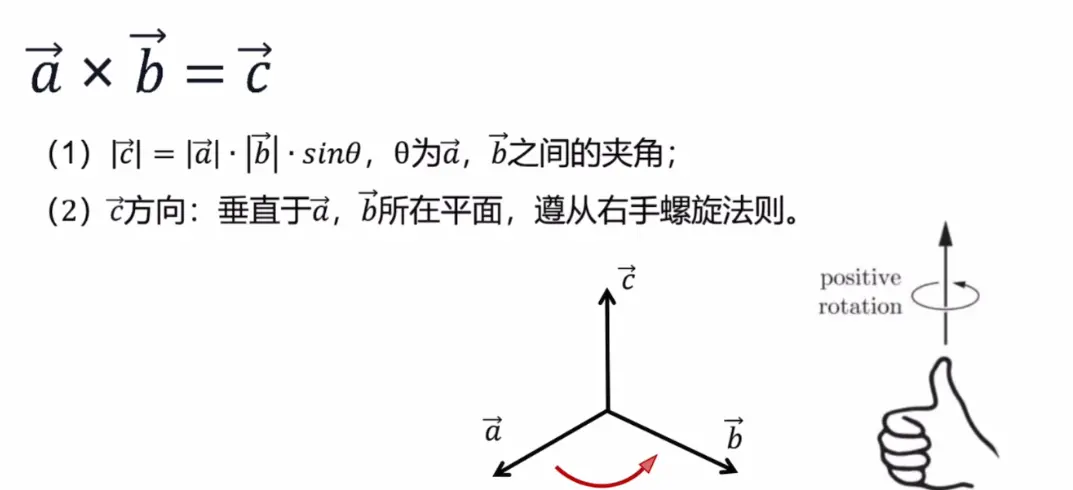 $\vec{a} \times \vec{b} = \vec{c}$
（1）$|\vec{c}| = |\vec{a}| \cdot |\vec{b}| \cdot sin\theta$，θ为$\vec{a}$，$\vec{b}$之间的夹角；
（2）$\vec{c}$方向：垂直于$\vec{a}$，$\vec{b}$所在平面，遵从右手螺旋法则。
$\vec{c}$
positive
rotation
$\vec{a}$
$\vec{b}$